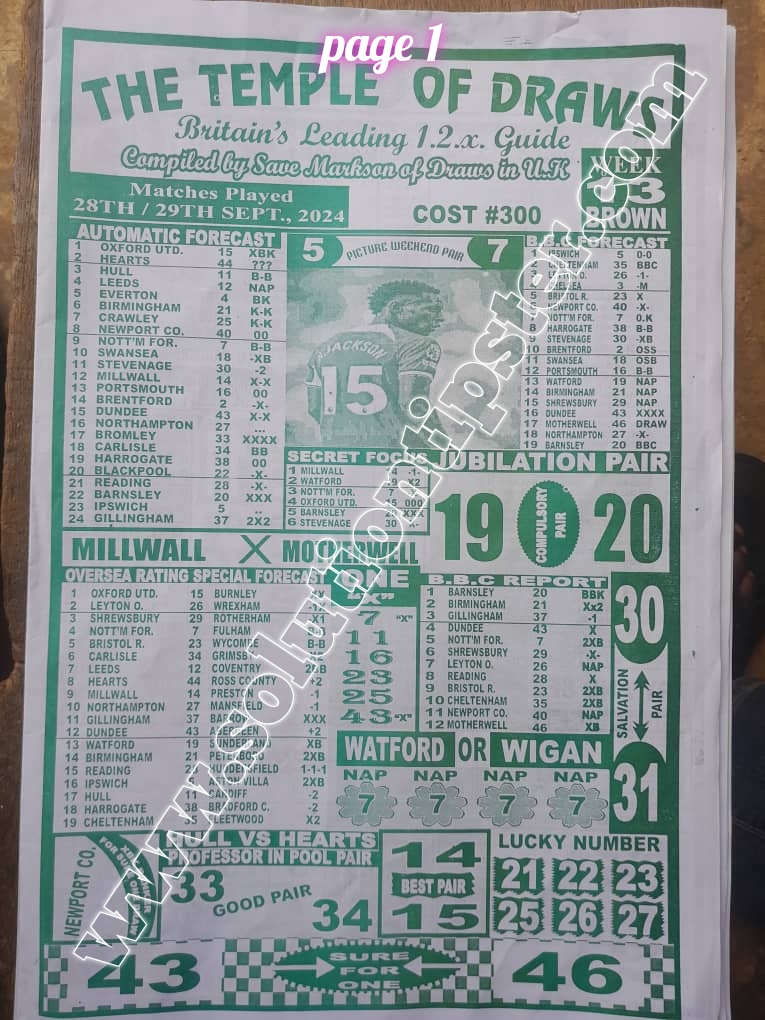 page 1
THE TEMPLE OF DRAWS
Britain's Leading 1.2.x. Guide
Compiled by Save Markson of Draws in U.K
WEEK
13
BROWN
Matches Played
28TH / 29TH SEPT., 2024
COST #300
AUTOMATIC FORECAST
1 OXFORD UTD. 15 XBK
2 HEARTS 44 ???
3 HULL 11 B-B
4 LEEDS 12 NAP
5 EVERTON 4 BK
6 BIRMINGHAM 21 K-K
7 CRAWLEY 25 K-K
8 NEWPORT CO. 40 00
9 NOTT'M FOR. 7 B-B
10 SWANSEA 18 -XB
11 STEVENAGE 30 -2
12 MILLWALL 14 X-X
13 PORTSMOUTH 16 00
14 BRENTFORD 2 -X-
15 DUNDEE 43 X-X
16 NORTHAMPTON 27 ...
17 BROMLEY 33 XXXX
18 CARLISLE 34 BB
19 HARROGATE 38 00
20 BLACKPOOL 22 -X-
21 READING 28 -X-
22 BARNSLEY 20 XXX
23 IPSWICH 5 ..
24 GILLINGHAM 37 2X2
5 PICTURE WEEKEND PAIR 7
JACKSON
15
B.B.C FORECAST
IPSWICH 5 0-0
2 CHELTENHAM 35 BBC
LEYTON O. 26 -1-
CHELSEA 3 -M
5 BRISTOL R. 23 X
NEWPORT CO. 40 -X-
NOTT'M FOR. 7 O.K
8 HARROGATE 38 B-B
9 STEVENAGE 30 -XB
10 BRENTFORD 2 OSS
11 SWANSEA 18 OSB
12 PORTSMOUTH 16 B-B
13 WATFORD 19 NAP
14 BIRMINGHAM 21 NAP
SHREWSBURY 29 NAP
16 DUNDEE 43 XXXX
17 MOTHERWELL 46 DRAW
18 NORTHAMPTON 27 -X-
BARNSLEY 20 BBC
SECRET FOCUS
1 MILLWALL 14 -1-
2 WATFORD 19 X2
3 NOTT'M FOR. 7
4 OXFORD UTD. 15 000
5 BARNSLEY 20 XXX
6 STEVENAGE 30 -X-
JUBILATION PAIR
19 COMPULSORY PAIR 20
MILLWALL X MOTHERWELL
OVERSEA RATING SPECIAL FORECAST
1 OXFORD UTD. 15 BURNLEY
2 LEYTON O. 26 WREXHAM -1X
3 SHREWSBURY 29 ROTHERHAM -X1
4 NOTT'M FOR. 7 FULHAM
5 BRISTOL R. 23 WYCOMBE B-B
6 CARLISLE 34 GRIMSBY
7 LEEDS 12 COVENTRY
8 HEARTS 44 ROSS COUNTY +2
9 MILLWALL 14 PRESTON -1
10 NORTHAMPTON 27 MANSFIELD -1
11 GILLINGHAM 37 BARROW XXX
12 DUNDEE 43 ABERDEEN +2
13 WATFORD 19 SUNDERLAND XB
14 BIRMINGHAM 21 PETERBORO 2XB
15 READING 28 HUDDERSFIELD 1-1-1
16 IPSWICH 5 ASTON VILLA 2XB
17 HULL 11 CARDIFF -2
18 HARROGATE 38 BRADFORD C. -2
19 CHELTENHAM 35 FLEETWOOD X2
ONE
"X"
7 "X"
11
16
23
25
43 "X"
B.B.C REPORT
1 BARNSLEY 20 BBK
2 BIRMINGHAM 21 Xx2
3 GILLINGHAM 37 -1
4 DUNDEE 43 X
5 NOTT'M FOR. 7 2XB
6 SHREWSBURY 29 -X-
7 LEYTON O. 26 NAP
8 READING 28 X
9 BRISTOL R. 23 2XB
10 CHELTENHAM 35 2XB
11 NEWPORT CO. 40 NAP
12 MOTHERWELL 46 XB
30
SALVATION PAIR
31
WATFORD OR WIGAN
NAP NAP NAP NAP
7 7 7 7
NEWPORT CO.
HULL VS HEARTS
PROFESSOR IN POOL PAIR
33 GOOD PAIR 34
14
BEST PAIR
15
LUCKY NUMBER
21 22 23
25 26 27
43 SURE FOR ONE 46
www.solutiontipster.com